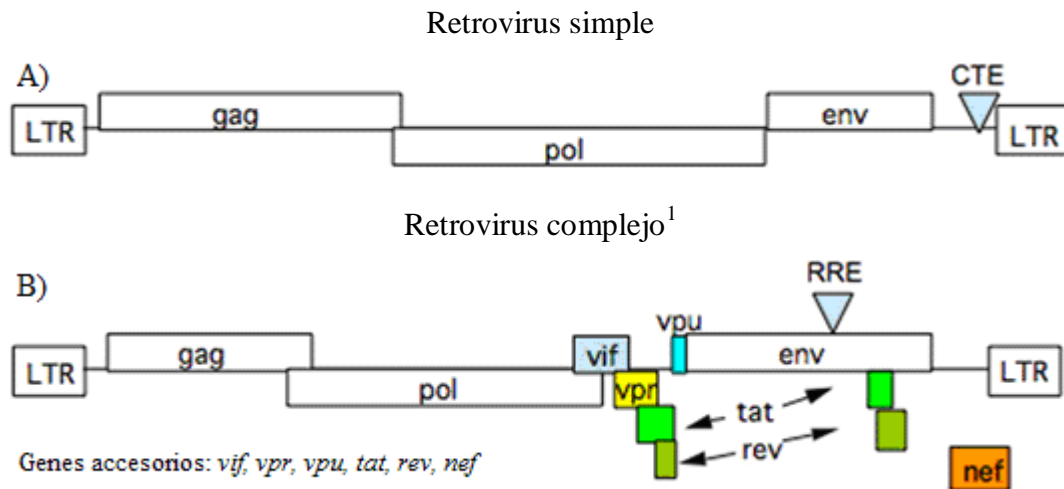 Retrovirus simple
A)
CTE
LTR gag pol env LTR
Retrovirus complejo1
B)
RRE
vpu
LTR gag pol vif vpr env LTR
tat
rev
nef
Genes accesorios: vif, vpr, vpu, tat, rev, nef